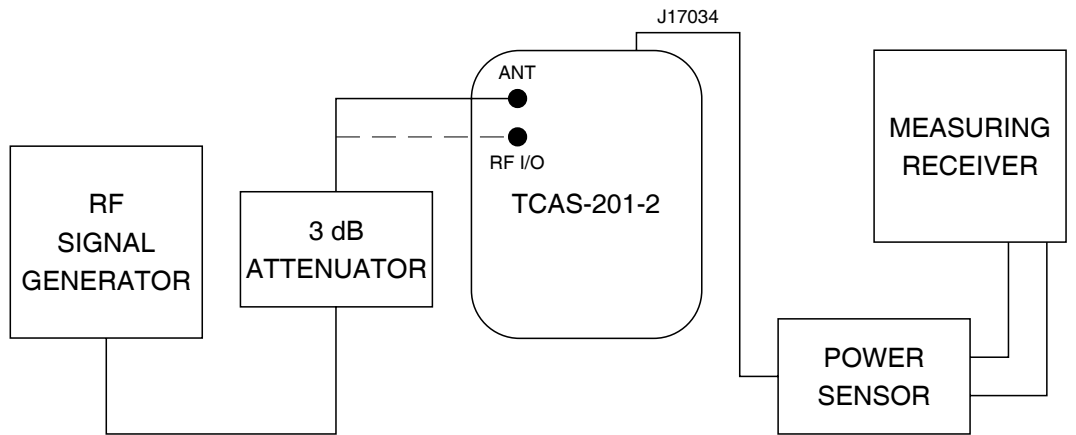 J17034
ANT
RF I/O
TCAS-201-2
RF
SIGNAL
GENERATOR
3 dB
ATTENUATOR
MEASURING
RECEIVER
POWER
SENSOR